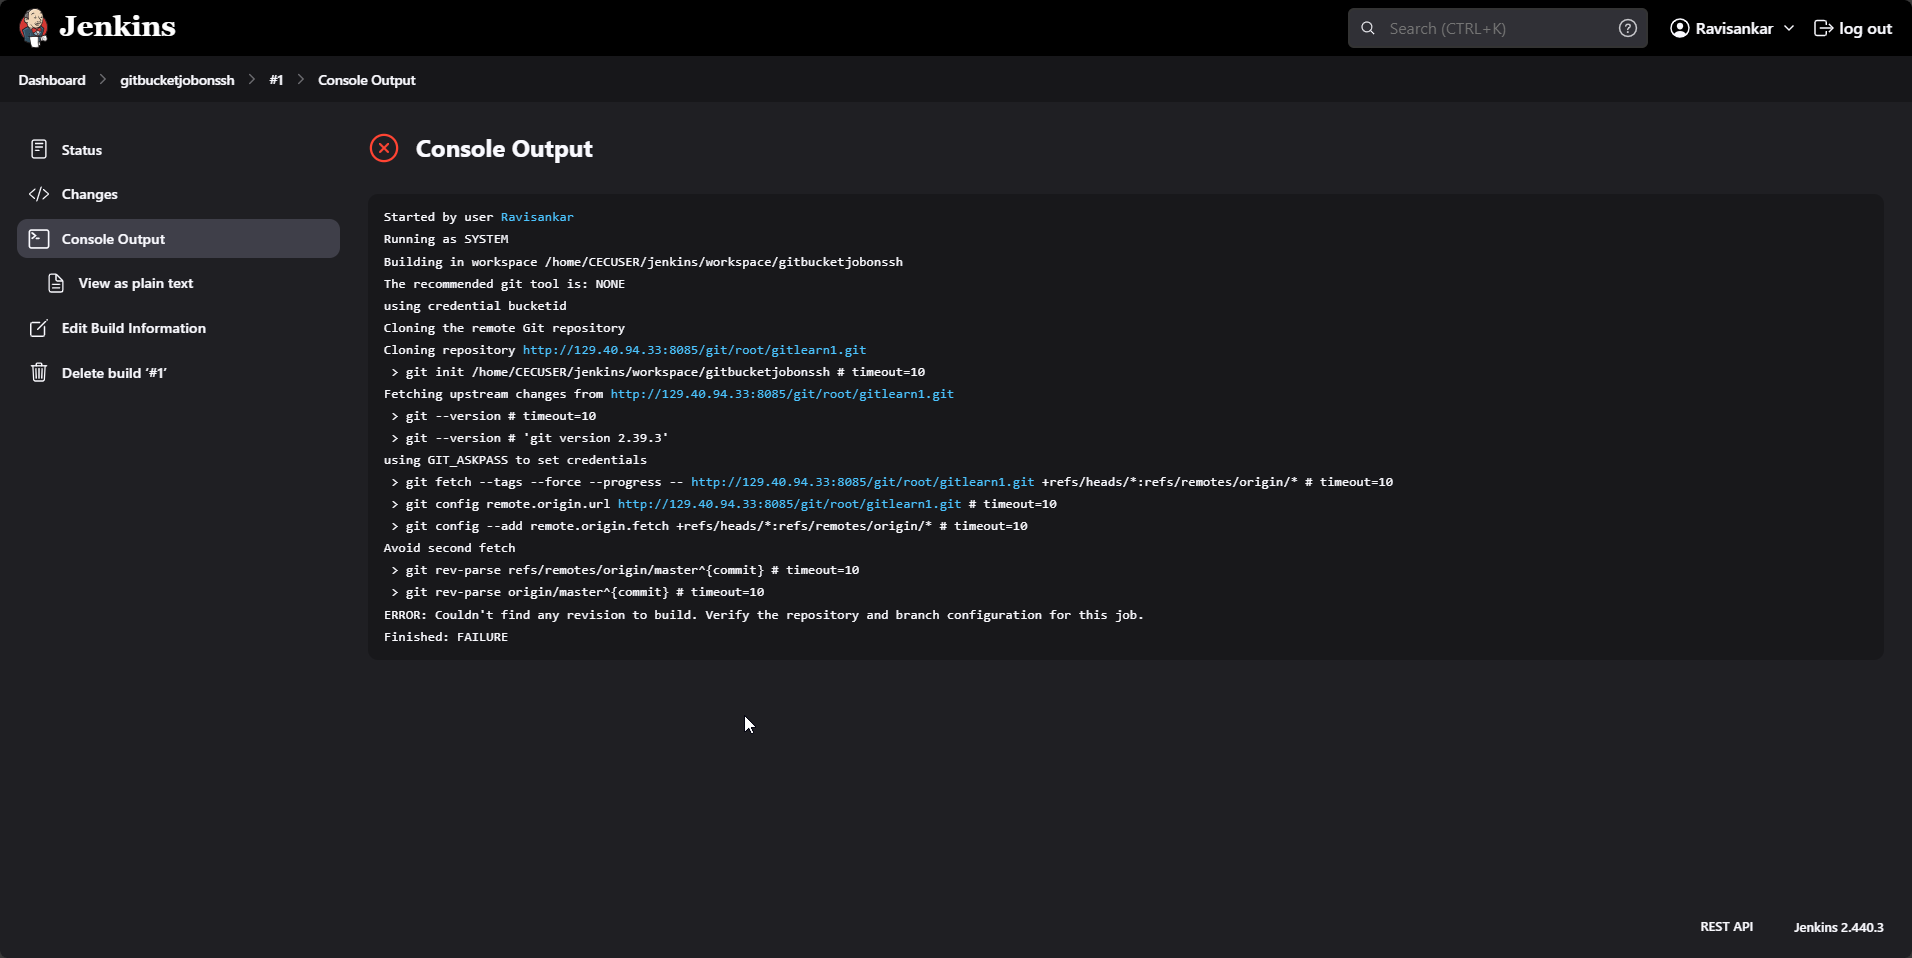 Jenkins
Search (CTRL+K)
Ravisankar
log out
Dashboard
gitbucketjobonssh
#1
Console Output
Status
Changes
Console Output
View as plain text
Edit Build Information
Delete build ‘#1’
Console Output
Started by user Ravisankar
Running as SYSTEM
Building in workspace /home/CECUSER/jenkins/workspace/gitbucketjobonssh
The recommended git tool is: NONE
using credential bucketid
Cloning the remote Git repository
Cloning repository http://129.40.94.33:8085/git/root/gitlearn1.git
> git init /home/CECUSER/jenkins/workspace/gitbucketjobonssh # timeout=10
Fetching upstream changes from http://129.40.94.33:8085/git/root/gitlearn1.git
> git --version # timeout=10
> git --version # 'git version 2.39.3'
using GIT_ASKPASS to set credentials
> git fetch --tags --force --progress -- http://129.40.94.33:8085/git/root/gitlearn1.git +refs/heads/*:refs/remotes/origin/* # timeout=10
> git config remote.origin.url http://129.40.94.33:8085/git/root/gitlearn1.git # timeout=10
> git config --add remote.origin.fetch +refs/heads/*:refs/remotes/origin/* # timeout=10
Avoid second fetch
> git rev-parse refs/remotes/origin/master^{commit} # timeout=10
> git rev-parse origin/master^{commit} # timeout=10
ERROR: Couldn't find any revision to build. Verify the repository and branch configuration for this job.
Finished: FAILURE
REST API
Jenkins 2.440.3